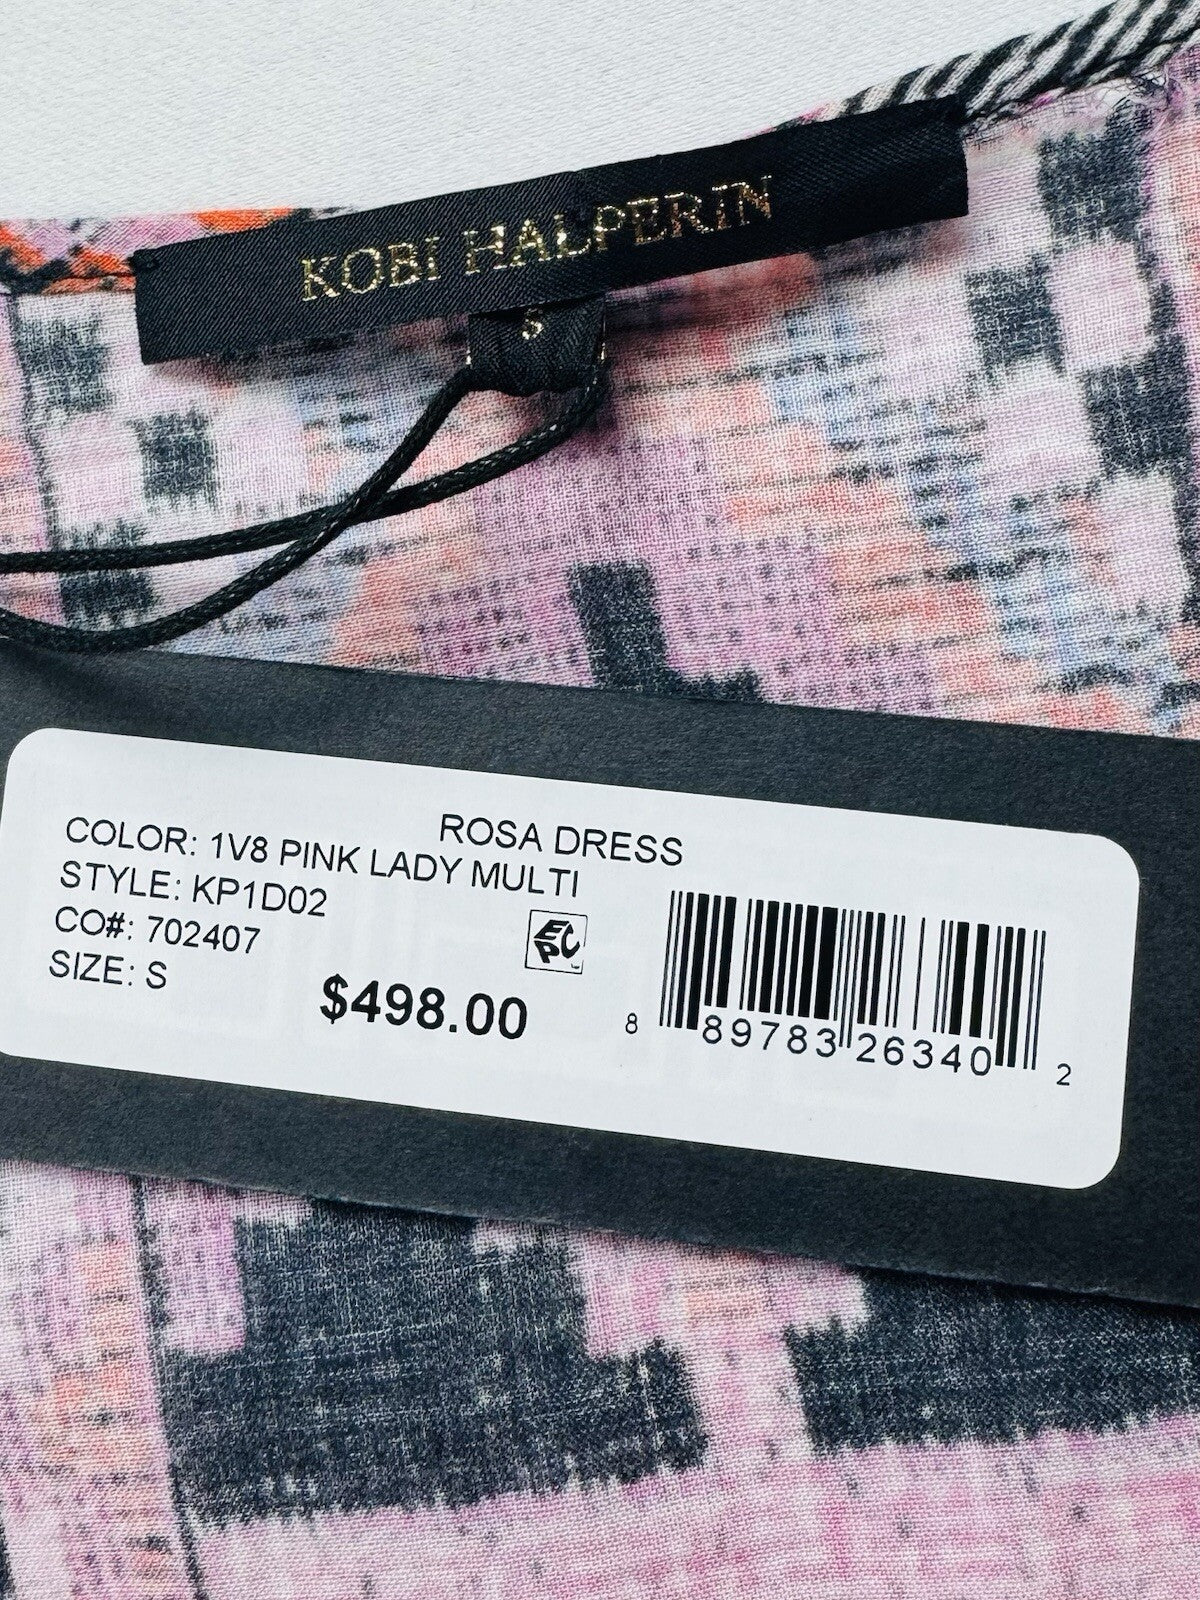 KOBI HALPERIN
S
ROSA DRESS
COLOR: 1V8 PINK LADY MULTI
STYLE: KP1D02
CO#: 702407
SIZE: S
EPC
$498.00
8 89783 26340 2